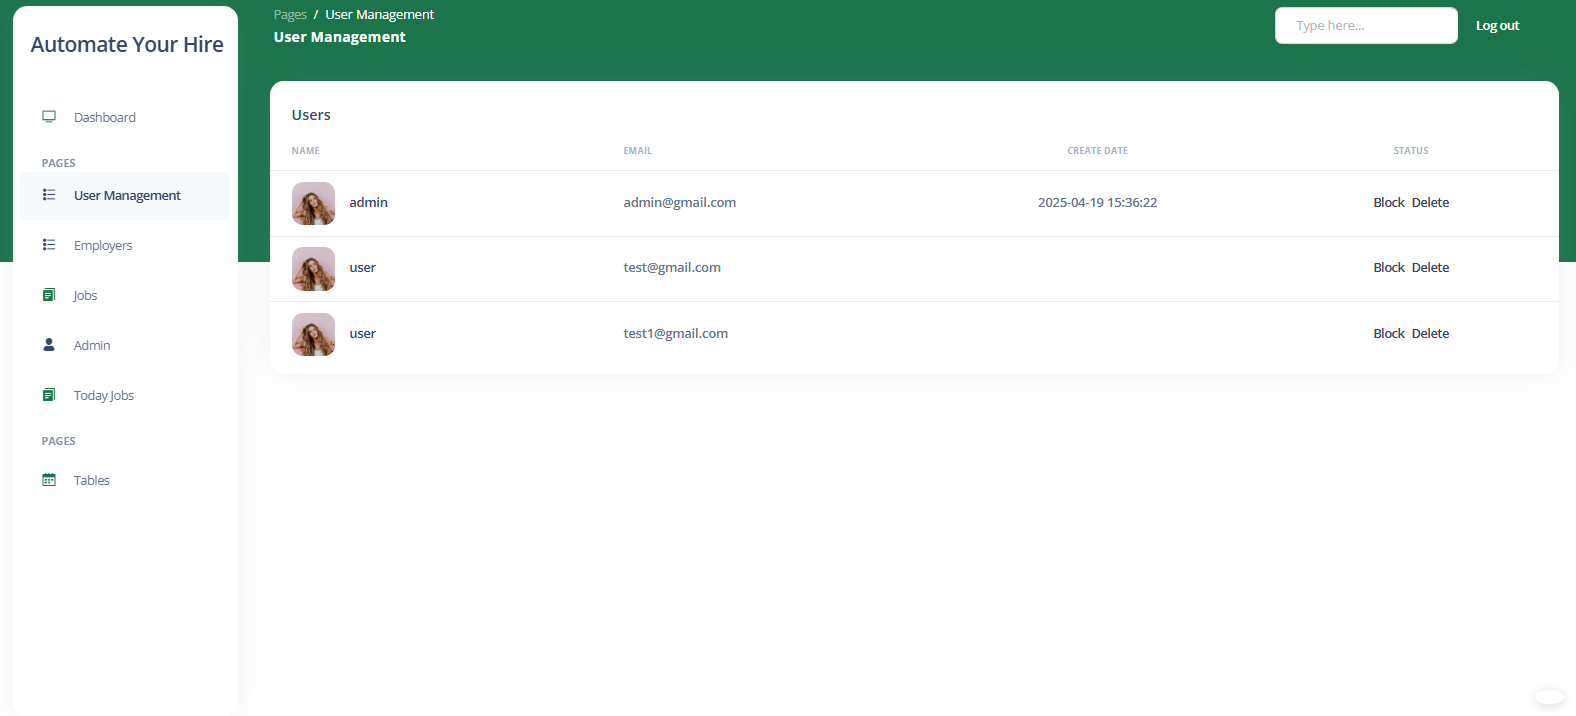 Automate Your Hire
Dashboard
PAGES
User Management
Employers
Jobs
Admin
Today Jobs
PAGES
Tables
Pages / User Management
User Management
Type here...
Log out
Users
NAME EMAIL CREATE DATE STATUS
admin admin@gmail.com 2025-04-19 15:36:22 Block Delete
user test@gmail.com Block Delete
user test1@gmail.com Block Delete